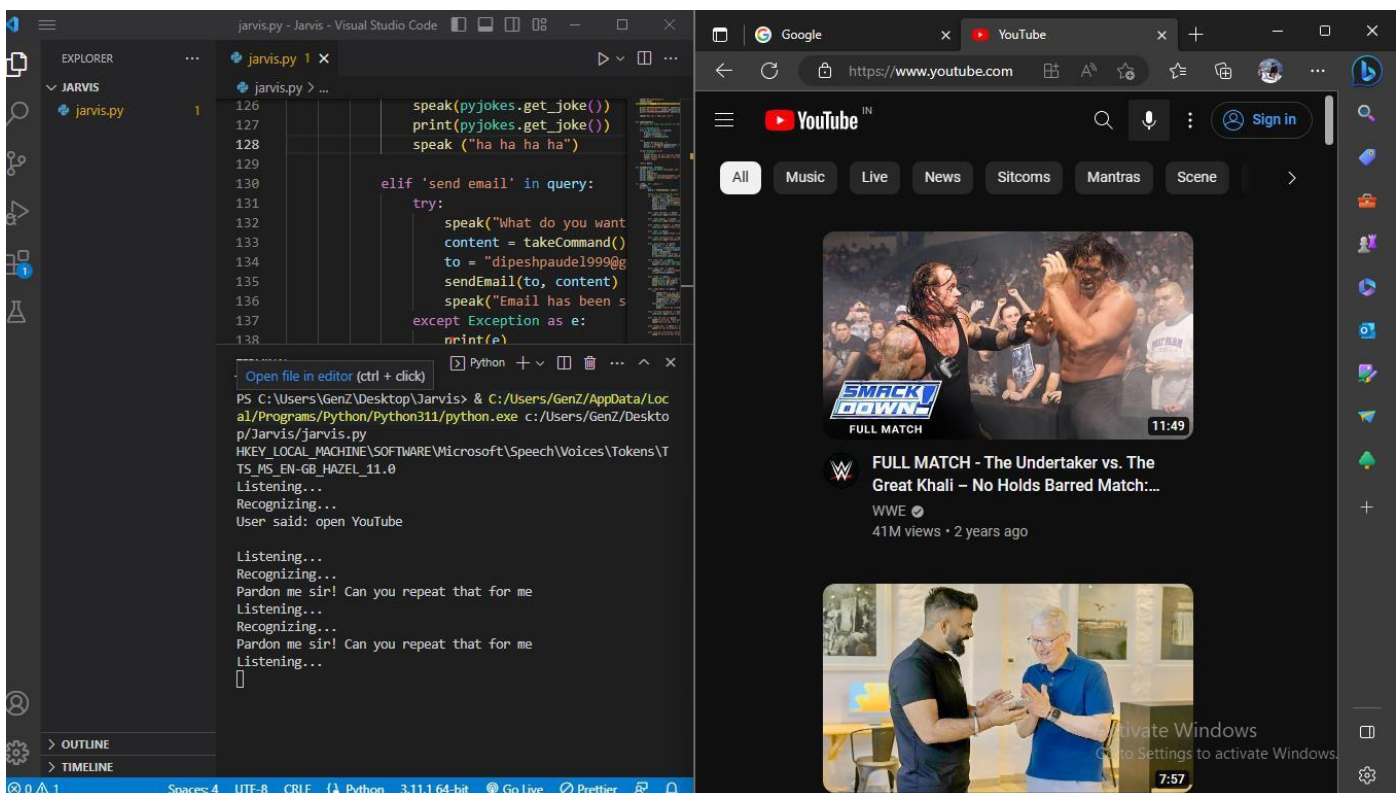 jarvis.py - Jarvis - Visual Studio Code
EXPLORER
JARVIS
jarvis.py 1
jarvis.py 1
jarvis.py > ...
126 speak(pyjokes.get_joke())
127 print(pyjokes.get_joke())
128 speak ("ha ha ha ha")
129
130 elif 'send email' in query:
131 try:
132 speak("What do you want
133 content = takeCommand()
134 to = "dipeshpaudel999@g
135 sendEmail(to, content)
136 speak("Email has been s
137 except Exception as e:
138 print(e)
Python
Open file in editor (ctrl + click)
PS C:\Users\GenZ\Desktop\Jarvis> & C:/Users/GenZ/AppData/Loc
al/Programs/Python/Python311/python.exe c:/Users/GenZ/Deskto
p/Jarvis/jarvis.py
HKEY_LOCAL_MACHINE\SOFTWARE\Microsoft\Speech\Voices\Tokens\T
TS_MS_EN-GB_HAZEL_11.0
Listening...
Recognizing...
User said: open YouTube
Listening...
Recognizing...
Pardon me sir! Can you repeat that for me
Listening...
Recognizing...
Pardon me sir! Can you repeat that for me
Listening...
OUTLINE
TIMELINE
0 1 Spaces: 4 UTF-8 CRLF Python 3.11.1 64-bit Go Live Prettier
Google
YouTube
https://www.youtube.com
YouTube IN
Sign in
All Music Live News Sitcoms Mantras Scene
SMACK
DOWN!
FULL MATCH
11:49
FULL MATCH - The Undertaker vs. The
Great Khali – No Holds Barred Match:...
WWE
41M views • 2 years ago
Activate Windows
Go to Settings to activate Windows.
7:57